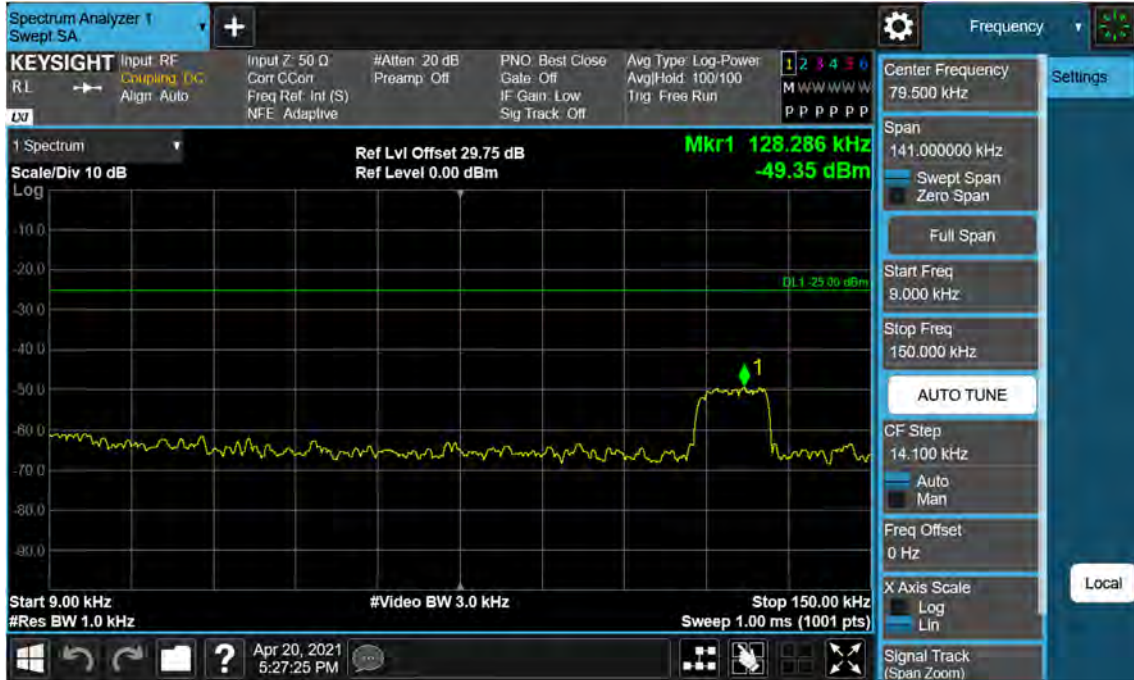 Spectrum Analyzer 1
Swept SA
+
Frequency
KEYSIGHT
RL
LXI
Input: RF
Coupling: DC
Align: Auto
Input Z: 50 Ω
Corr CCorr
Freq Ref: Int (S)
NFE: Adaptive
#Atten: 20 dB
Preamp: Off
PNO: Best Close
Gate: Off
IF Gain: Low
Sig Track: Off
Avg Type: Log-Power
Avg|Hold: 100/100
Trig: Free Run
1 2 3 4 5 6
M W W W W W
P P P P P P
1 Spectrum
Scale/Div 10 dB
Ref Lvl Offset 29.75 dB
Ref Level 0.00 dBm
Mkr1 128.286 kHz
-49.35 dBm
Log
-10.0
-20.0
DL1 -25.00 dBm
-30.0
-40.0
1
-50.0
-60.0
-70.0
-80.0
-90.0
Start 9.00 kHz
#Res BW 1.0 kHz
#Video BW 3.0 kHz
Stop 150.00 kHz
Sweep 1.00 ms (1001 pts)
?
Apr 20, 2021
5:27:25 PM
Center Frequency
79.500 kHz
Span
141.000000 kHz
Swept Span
Zero Span
Full Span
Start Freq
9.000 kHz
Stop Freq
150.000 kHz
AUTO TUNE
CF Step
14.100 kHz
Auto
Man
Freq Offset
0 Hz
X Axis Scale
Log
Lin
Signal Track
(Span Zoom)
Settings
Local